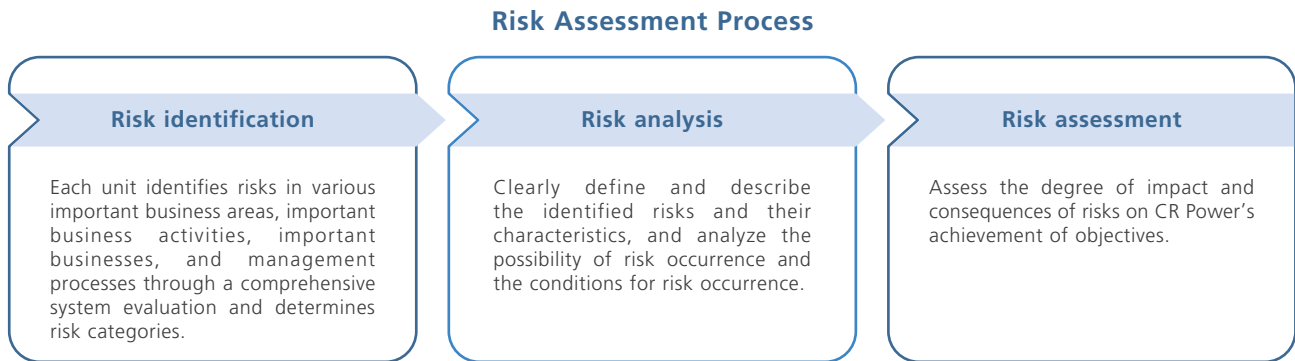 Risk Assessment Process
Risk identification
Each unit identifies risks in various
important business areas, important
business activities, important
businesses, and management
processes through a comprehensive
system evaluation and determines
risk categories.
Risk analysis
Clearly define and describe
the identified risks and their
characteristics, and analyze the
possibility of risk occurrence and
the conditions for risk occurrence.
Risk assessment
Assess the degree of impact and
consequences of risks on CR Power’s
achievement of objectives.